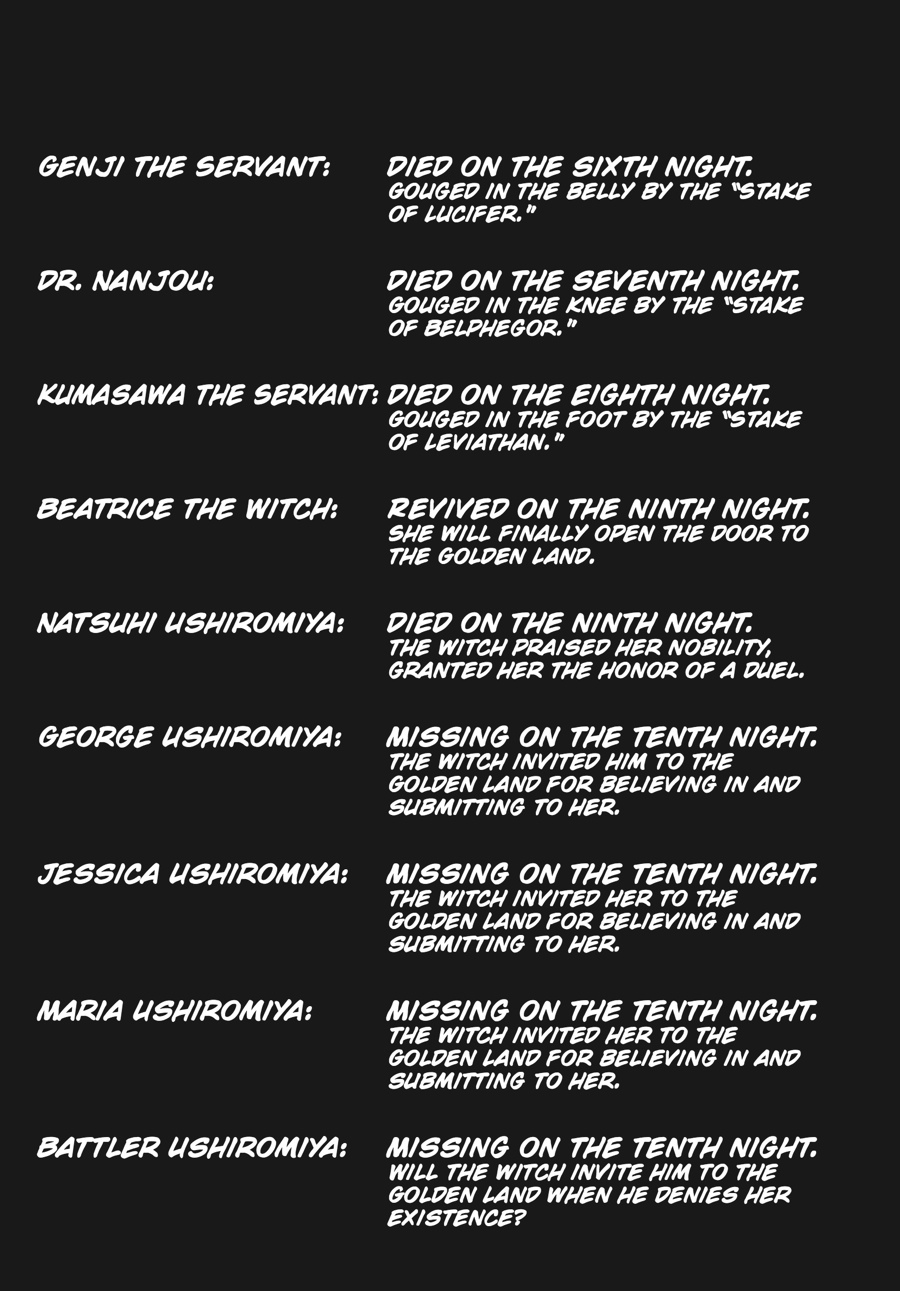 GENJI THE SERVANT: DIED ON THE SIXTH NIGHT.
GOUGED IN THE BELLY BY THE "STAKE
OF LUCIFER."
DR. NANJOU: DIED ON THE SEVENTH NIGHT.
GOUGED IN THE KNEE BY THE "STAKE
OF BELPHEGOR."
KUMASAWA THE SERVANT: DIED ON THE EIGHTH NIGHT.
GOUGED IN THE FOOT BY THE "STAKE
OF LEVIATHAN."
BEATRICE THE WITCH: REVIVED ON THE NINTH NIGHT.
SHE WILL FINALLY OPEN THE DOOR TO
THE GOLDEN LAND.
NATSUHI USHIROMIYA: DIED ON THE NINTH NIGHT.
THE WITCH PRAISED HER NOBILITY,
GRANTED HER THE HONOR OF A DUEL.
GEORGE USHIROMIYA: MISSING ON THE TENTH NIGHT.
THE WITCH INVITED HIM TO THE
GOLDEN LAND FOR BELIEVING IN AND
SUBMITTING TO HER.
JESSICA USHIROMIYA: MISSING ON THE TENTH NIGHT.
THE WITCH INVITED HER TO THE
GOLDEN LAND FOR BELIEVING IN AND
SUBMITTING TO HER.
MARIA USHIROMIYA: MISSING ON THE TENTH NIGHT.
THE WITCH INVITED HER TO THE
GOLDEN LAND FOR BELIEVING IN AND
SUBMITTING TO HER.
BATTLER USHIROMIYA: MISSING ON THE TENTH NIGHT.
WILL THE WITCH INVITE HIM TO THE
GOLDEN LAND WHEN HE DENIES HER
EXISTENCE?